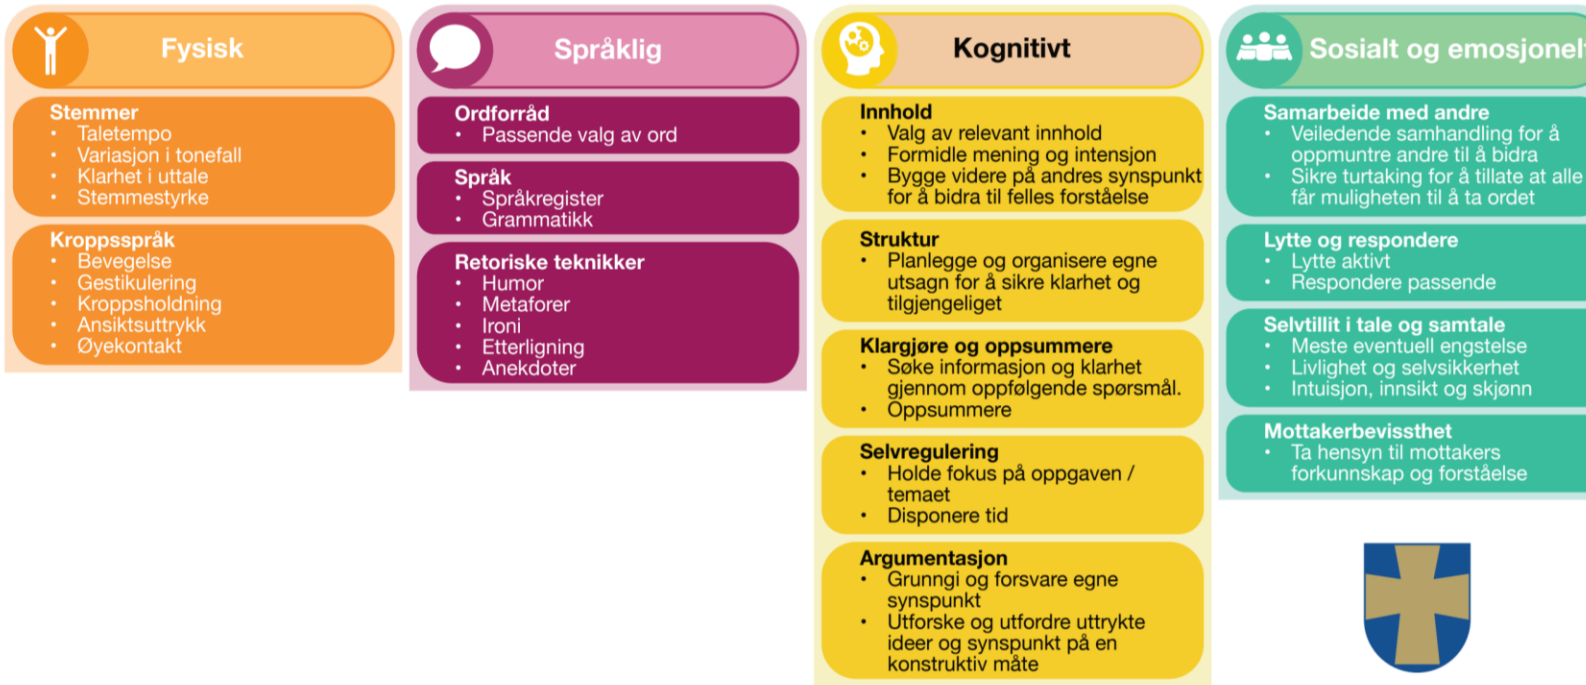 Fysisk
Stemmer
• Taletempo
• Variasjon i tonefall
• Klarhet i uttale
• Stemmestyrke
Kroppsspråk
• Bevegelse
• Gestikulering
• Kroppsholdning
• Ansiktsuttrykk
• Øyekontakt
Språklig
Ordforråd
• Passende valg av ord
Språk
• Språkregister
• Grammatikk
Retoriske teknikker
• Humor
• Metaforer
• Ironi
• Etterligning
• Anekdoter
Kognitivt
Innhold
• Valg av relevant innhold
• Formidle mening og intensjon
• Bygge videre på andres synspunkt
for å bidra til felles forståelse
Struktur
• Planlegge og organisere egne
utsagn for å sikre klarhet og
tilgjengeliget
Klargjøre og oppsummere
• Søke informasjon og klarhet
gjennom oppfølgende spørsmål.
• Oppsummere
Selvregulering
• Holde fokus på oppgaven /
temaet
• Disponere tid
Argumentasjon
• Grunngi og forsvare egne
synspunkt
• Utforske og utfordre uttrykte
ideer og synspunkt på en
konstruktiv måte
Sosialt og emosjonelt
Samarbeide med andre
• Veiledende samhandling for å
oppmuntre andre til å bidra
• Sikre turtaking for å tillate at alle
får muligheten til å ta ordet
Lytte og respondere
• Lytte aktivt
• Respondere passende
Selvtillit i tale og samtale
• Meste eventuell engstelse
• Livlighet og selvsikkerhet
• Intuisjon, innsikt og skjønn
Mottakerbevissthet
• Ta hensyn til mottakers
forkunnskap og forståelse